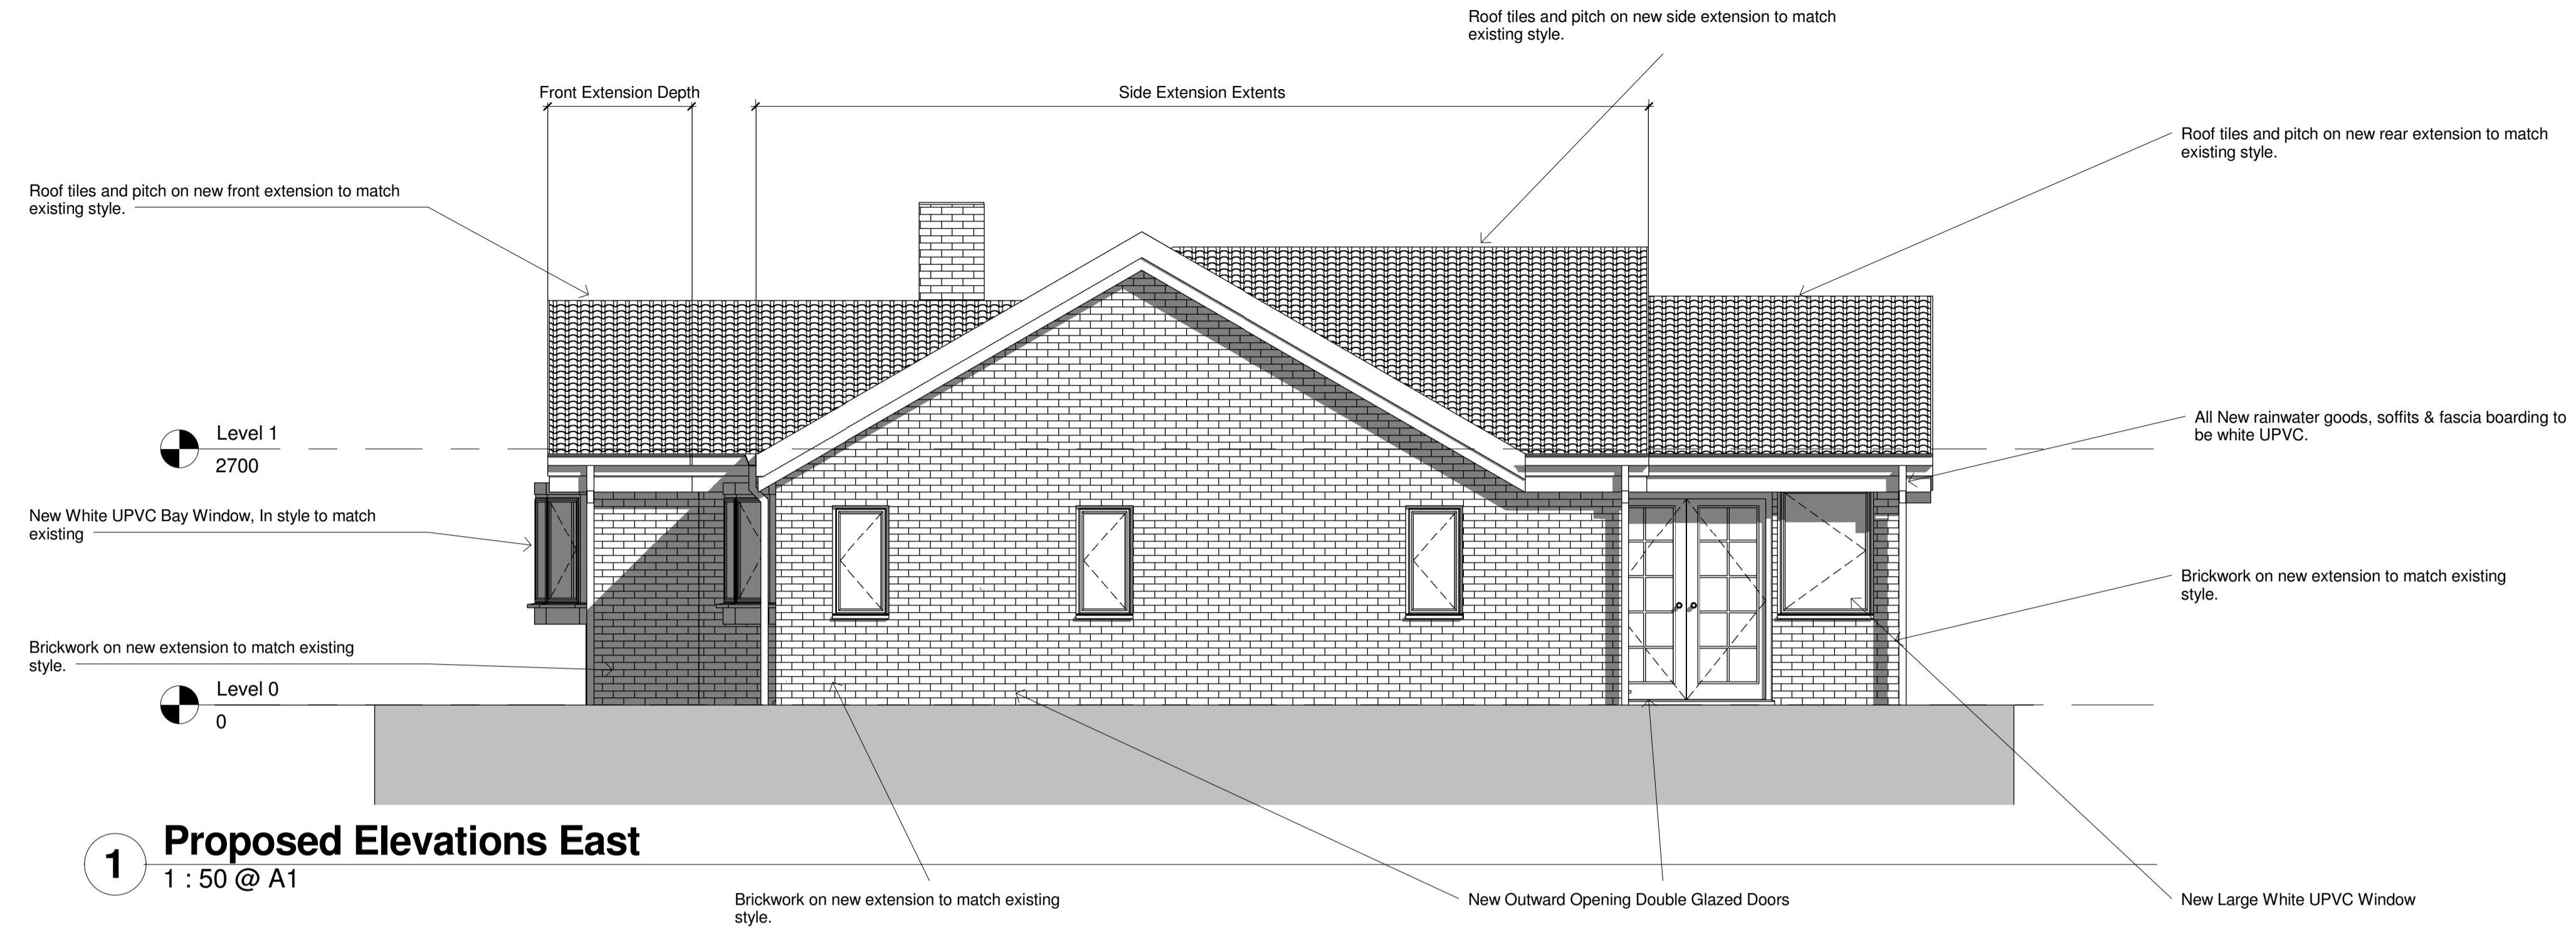 Roof tiles and pitch on new side extension to match
existing style.
Front Extension Depth
Side Extension Extents
Roof tiles and pitch on new rear extension to match
existing style.
Roof tiles and pitch on new front extension to match
existing style.
All New rainwater goods, soffits & fascia boarding to
be white UPVC.
Level 1
2700
New White UPVC Bay Window, In style to match
existing
Brickwork on new extension to match existing
style.
Brickwork on new extension to match existing
style.
Level 0
0
1
Proposed Elevations East
1 : 50 @ A1
Brickwork on new extension to match existing
style.
New Outward Opening Double Glazed Doors
New Large White UPVC Window